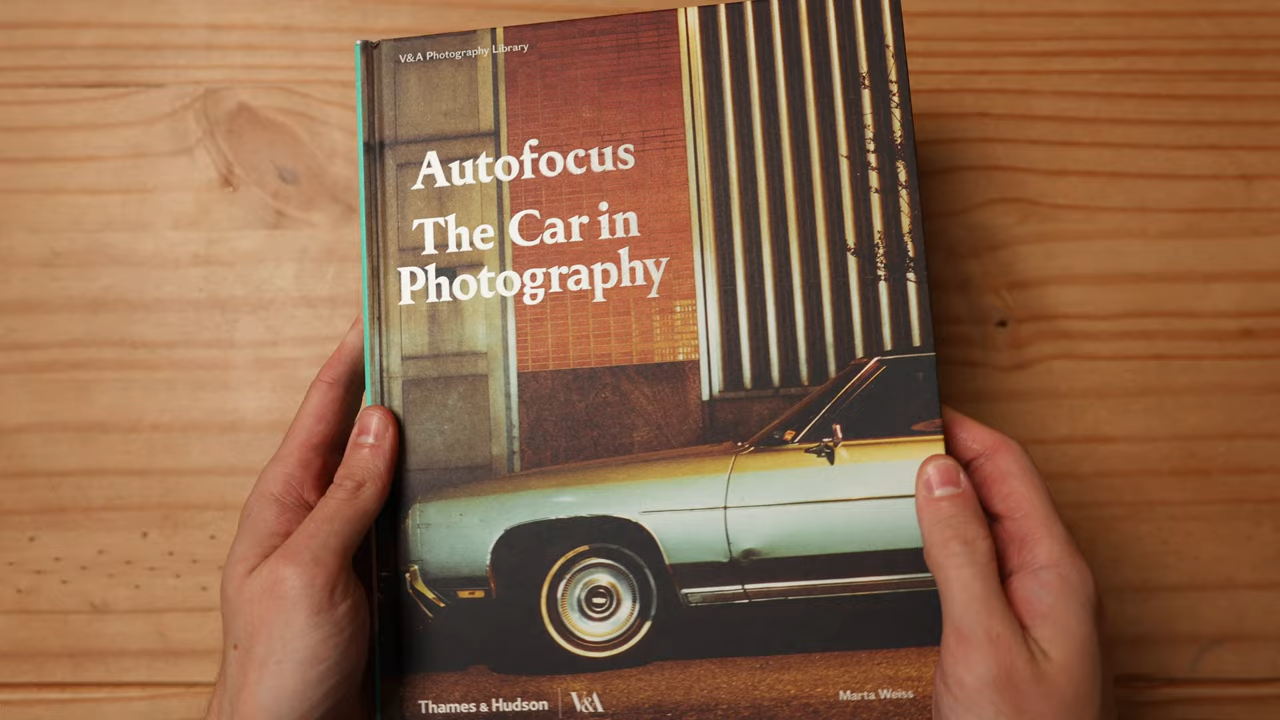 V&A Photography Library
Autofocus
The Car in
Photography
Thames & Hudson
V&A
Marta Weiss